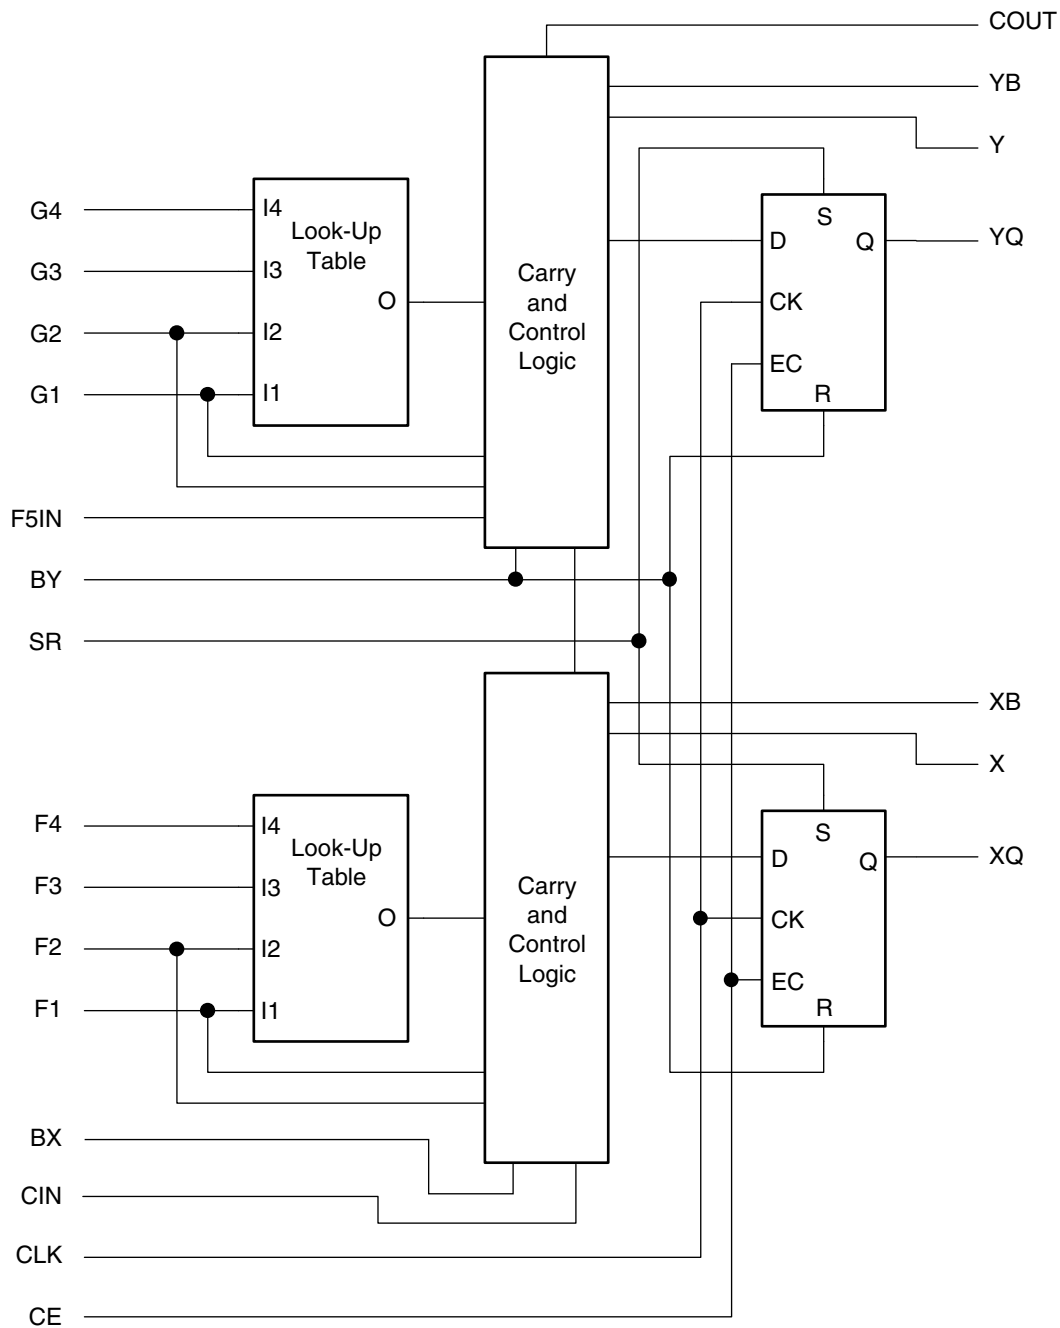 COUT
YB
Y
G4
G3
G2
G1
F5IN
BY
SR
I4
I3
I2
I1
Look-Up
Table
O
Carry
and
Control
Logic
S
D
Q
CK
EC
R
YQ
XB
X
F4
F3
F2
F1
BX
CIN
CLK
CE
I4
I3
I2
I1
Look-Up
Table
O
Carry
and
Control
Logic
S
D
Q
CK
EC
R
XQ